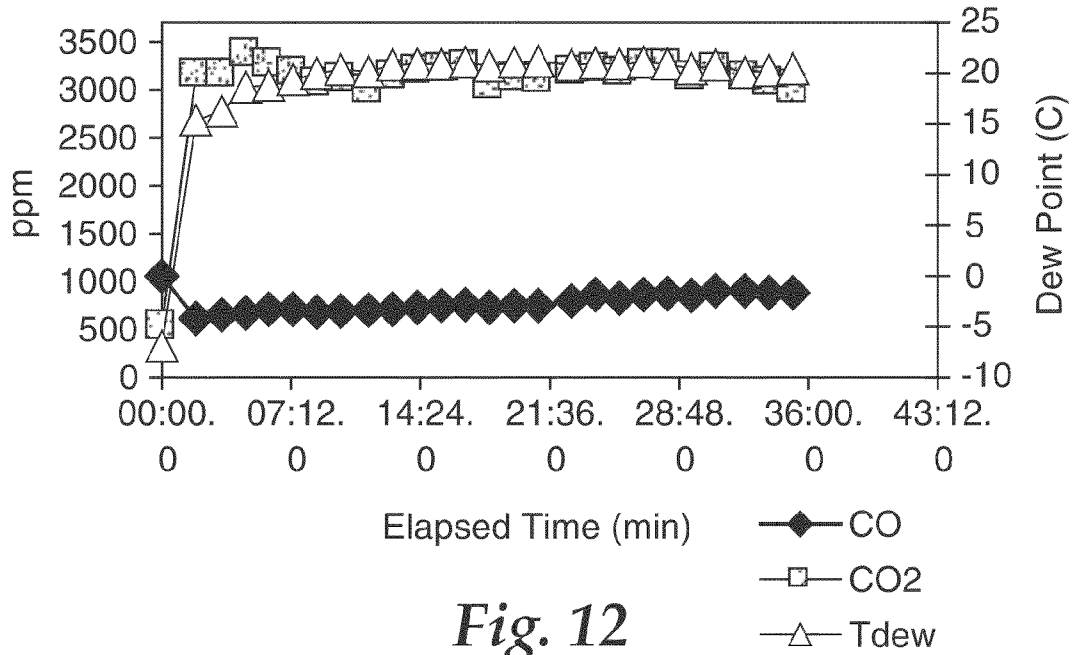 3500
3000
2500
2000
1500
1000
500
0
ppm
25
20
15
10
5
0
-5
-10
Dew Point (C)
00:00. 07:12. 14:24. 21:36. 28:48. 36:00. 43:12.
0 0 0 0 0 0 0
Elapsed Time (min)
CO
CO2
Tdew
Fig. 12